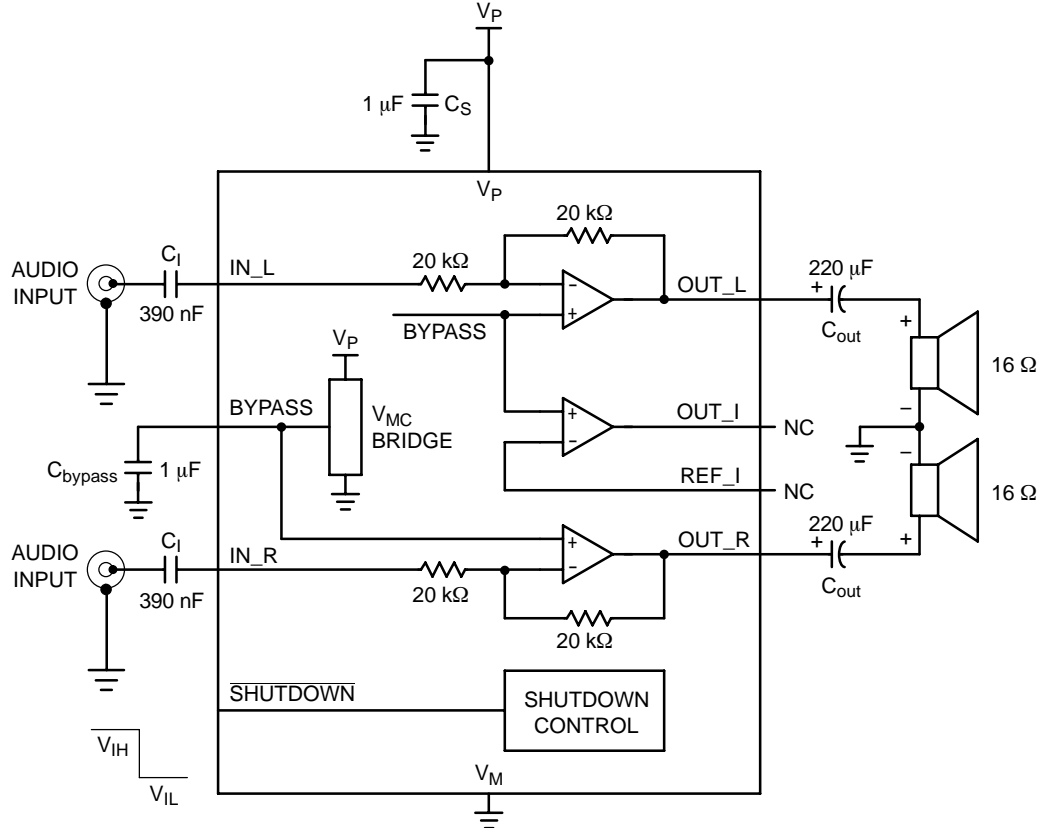 V_P
1 μF C_S
V_P
20 kΩ
C_I
AUDIO
INPUT
IN_L
20 kΩ
390 nF
−
+
OUT_L
220 μF
+
C_out
+
16 Ω
−
BYPASS
V_P
BYPASS
V_MC
BRIDGE
+
−
OUT_I
NC
REF_I
NC
C_bypass
1 μF
−
16 Ω
+
220 μF
+
C_out
C_I
AUDIO
INPUT
IN_R
390 nF
20 kΩ
+
−
OUT_R
20 kΩ
SHUTDOWN
SHUTDOWN
CONTROL
V_IH
V_IL
V_M